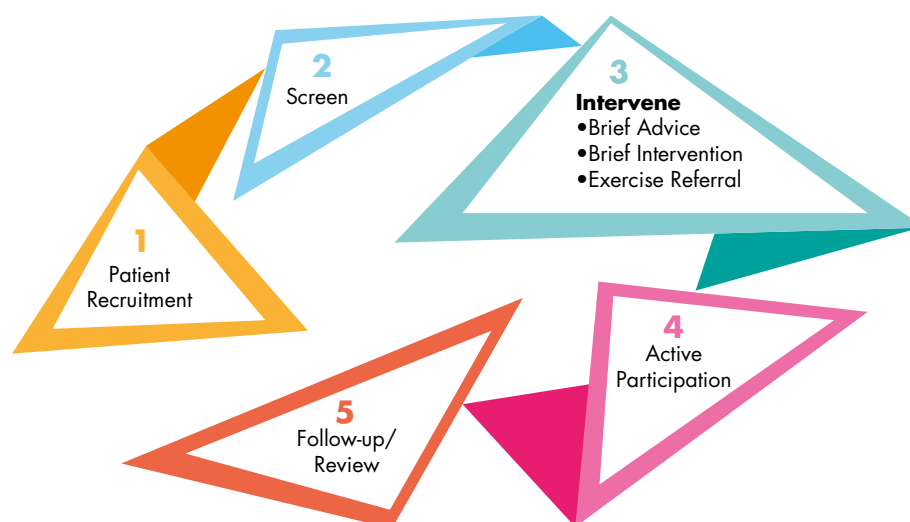 1
Patient
Recruitment
2
Screen
3
Intervene
•Brief Advice
•Brief Intervention
•Exercise Referral
4
Active
Participation
5
Follow-up/
Review